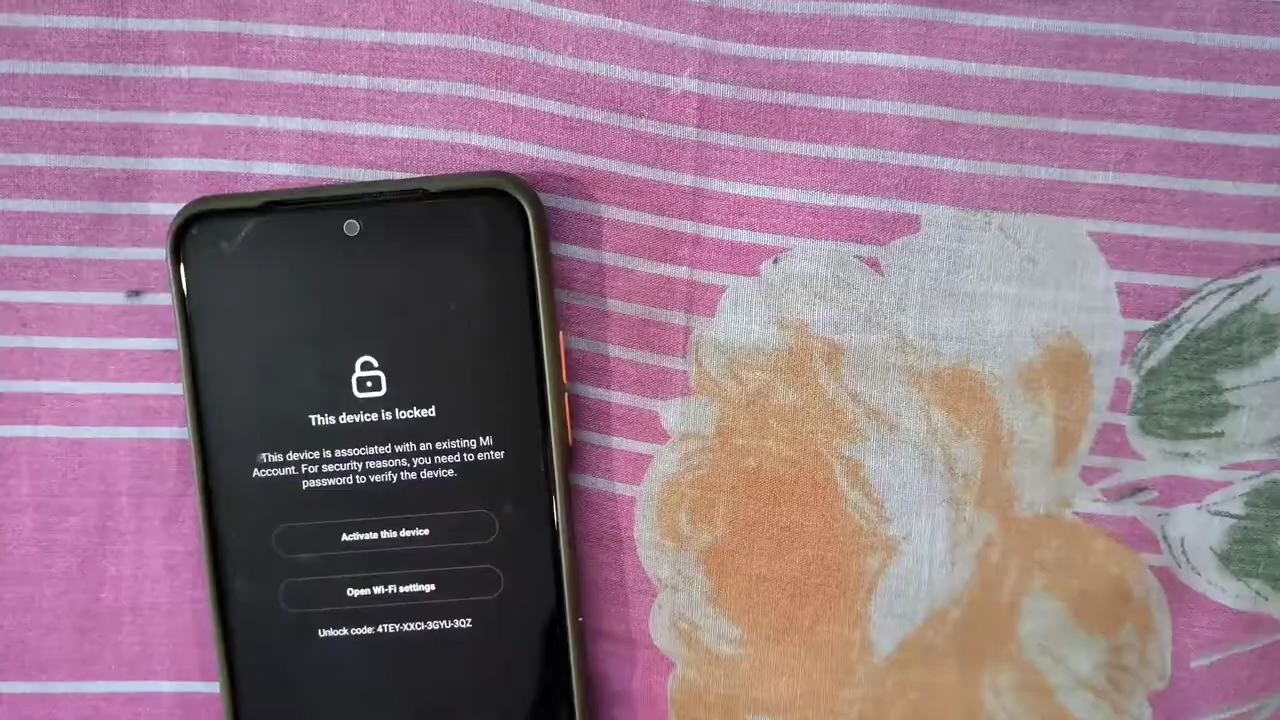 This device is locked
This device is associated with an existing Mi
Account. For security reasons, you need to enter
password to verify the device.
Activate this device
Open Wi-Fi settings
Unlock code: 4TEY-XXCI-3GYU-3QZ